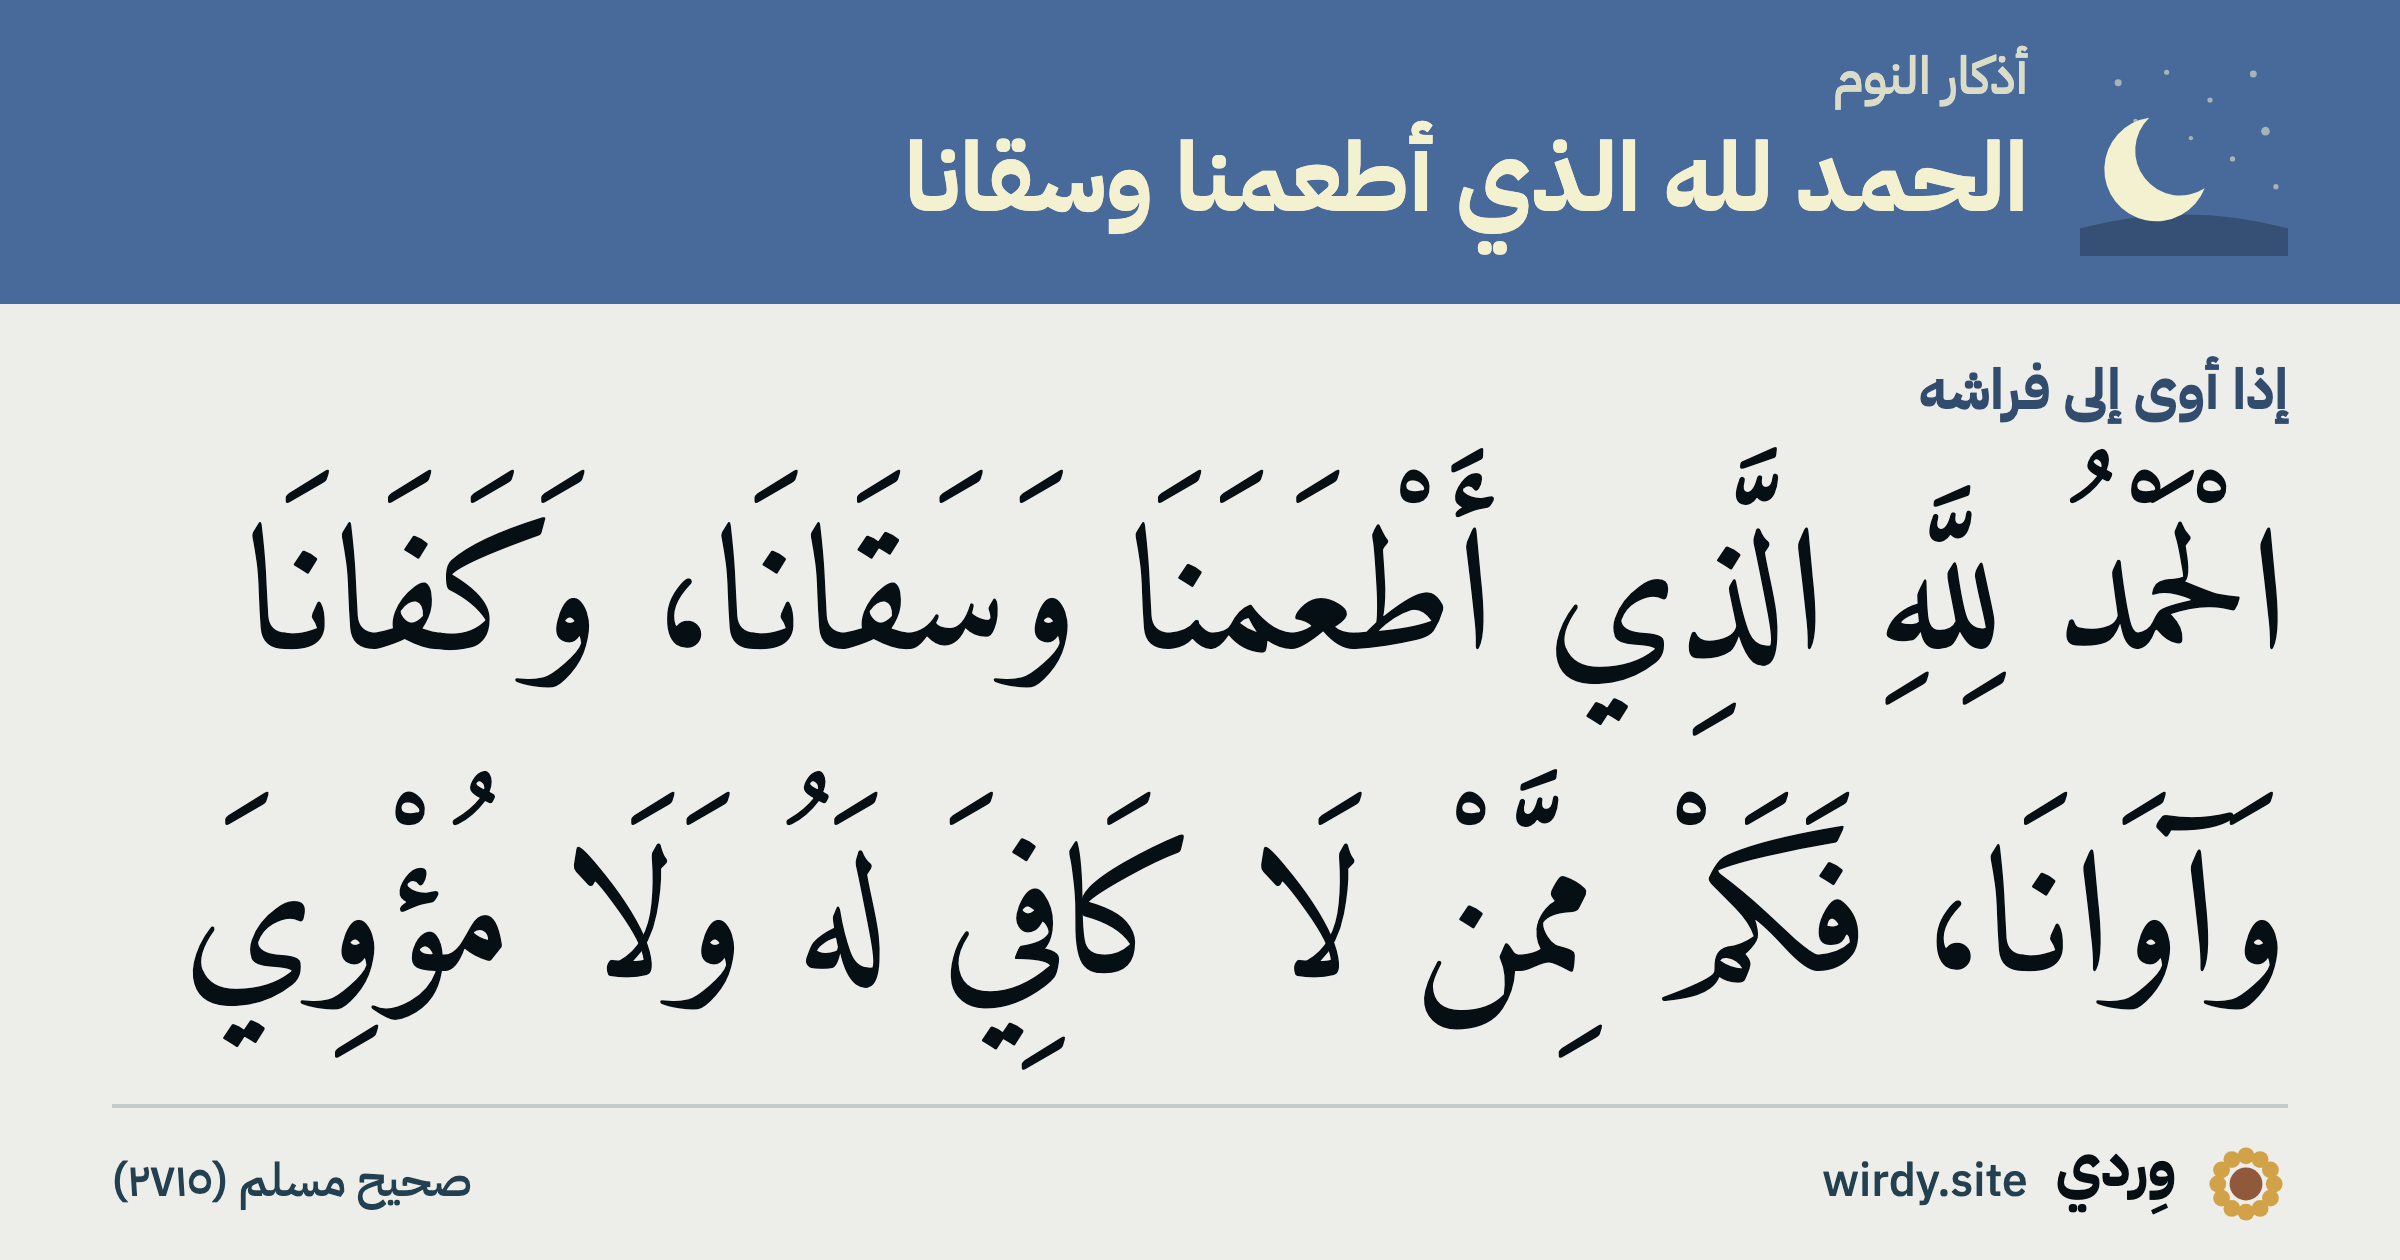 أذكار النوم
الحمد لله الذي أطعمنا وسقانا
إذا أوى إلى فراشه
الْحَمْدُ لِلَّهِ الَّذِي أَطْعَمَنَا وَسَقَانَا، وَكَفَانَا
وَآوَانَا، فَكَمْ مِمَّنْ لَا كَافِيَ لَهُ وَلَا مُؤْوِيَ
وِردي wirdy.site
صحيح مسلم (٢٧١٥)